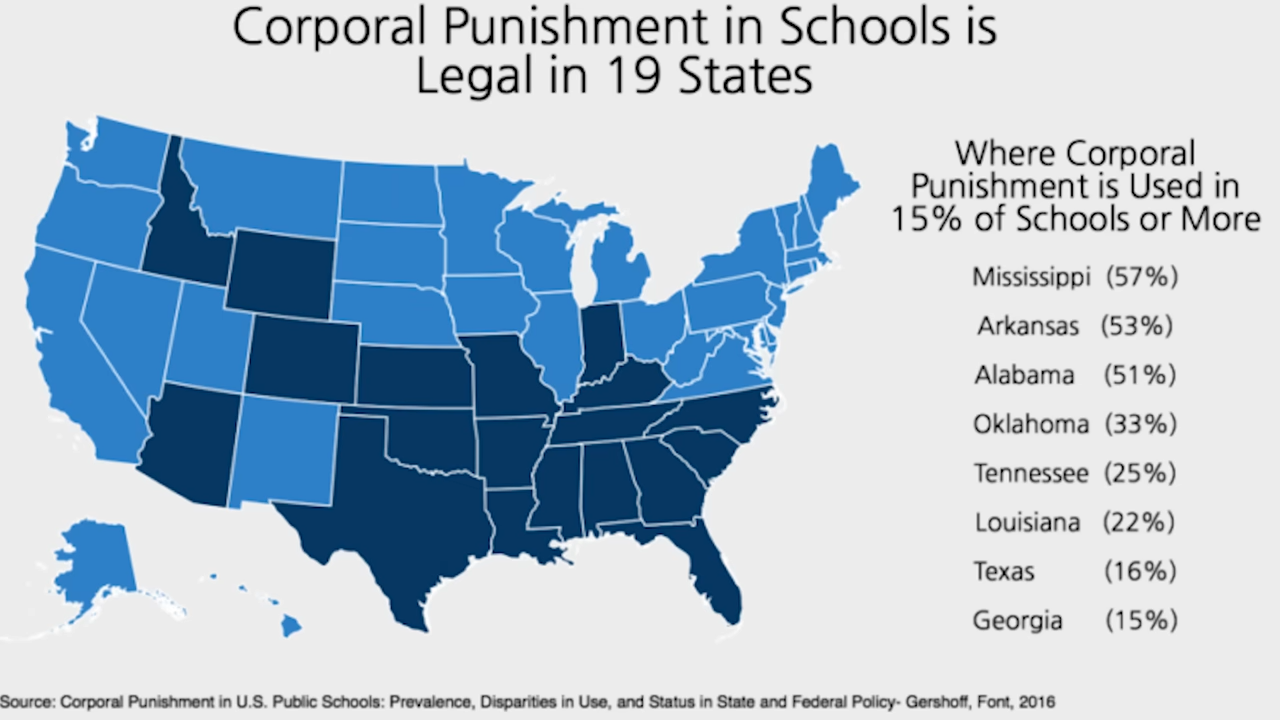 Corporal Punishment in Schools is
Legal in 19 States
Where Corporal
Punishment is Used in
15% of Schools or More
Mississippi (57%)
Arkansas (53%)
Alabama (51%)
Oklahoma (33%)
Tennessee (25%)
Louisiana (22%)
Texas (16%)
Georgia (15%)
Source: Corporal Punishment in U.S. Public Schools: Prevalence, Disparities in Use, and Status in State and Federal Policy- Gershoff, Font, 2016